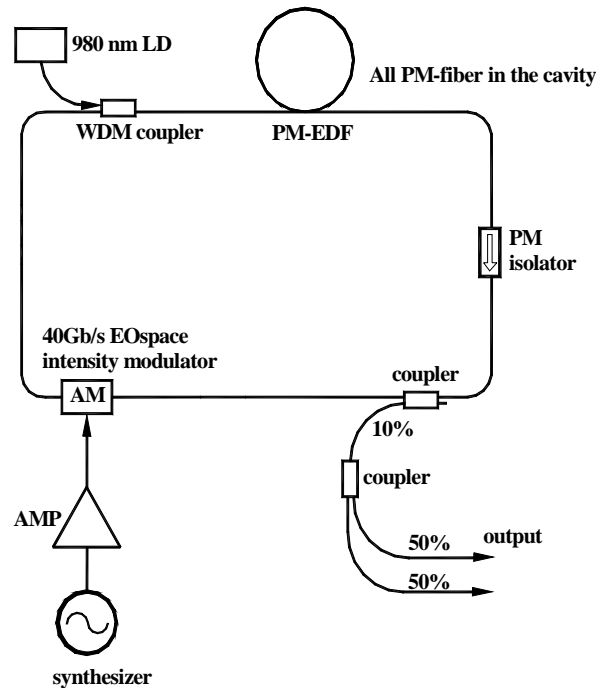 980 nm LD
All PM-fiber in the cavity
WDM coupler
PM-EDF
PM
isolator
40Gb/s EOspace
intensity modulator
AM
coupler
10%
coupler
AMP
50%
output
50%
synthesizer